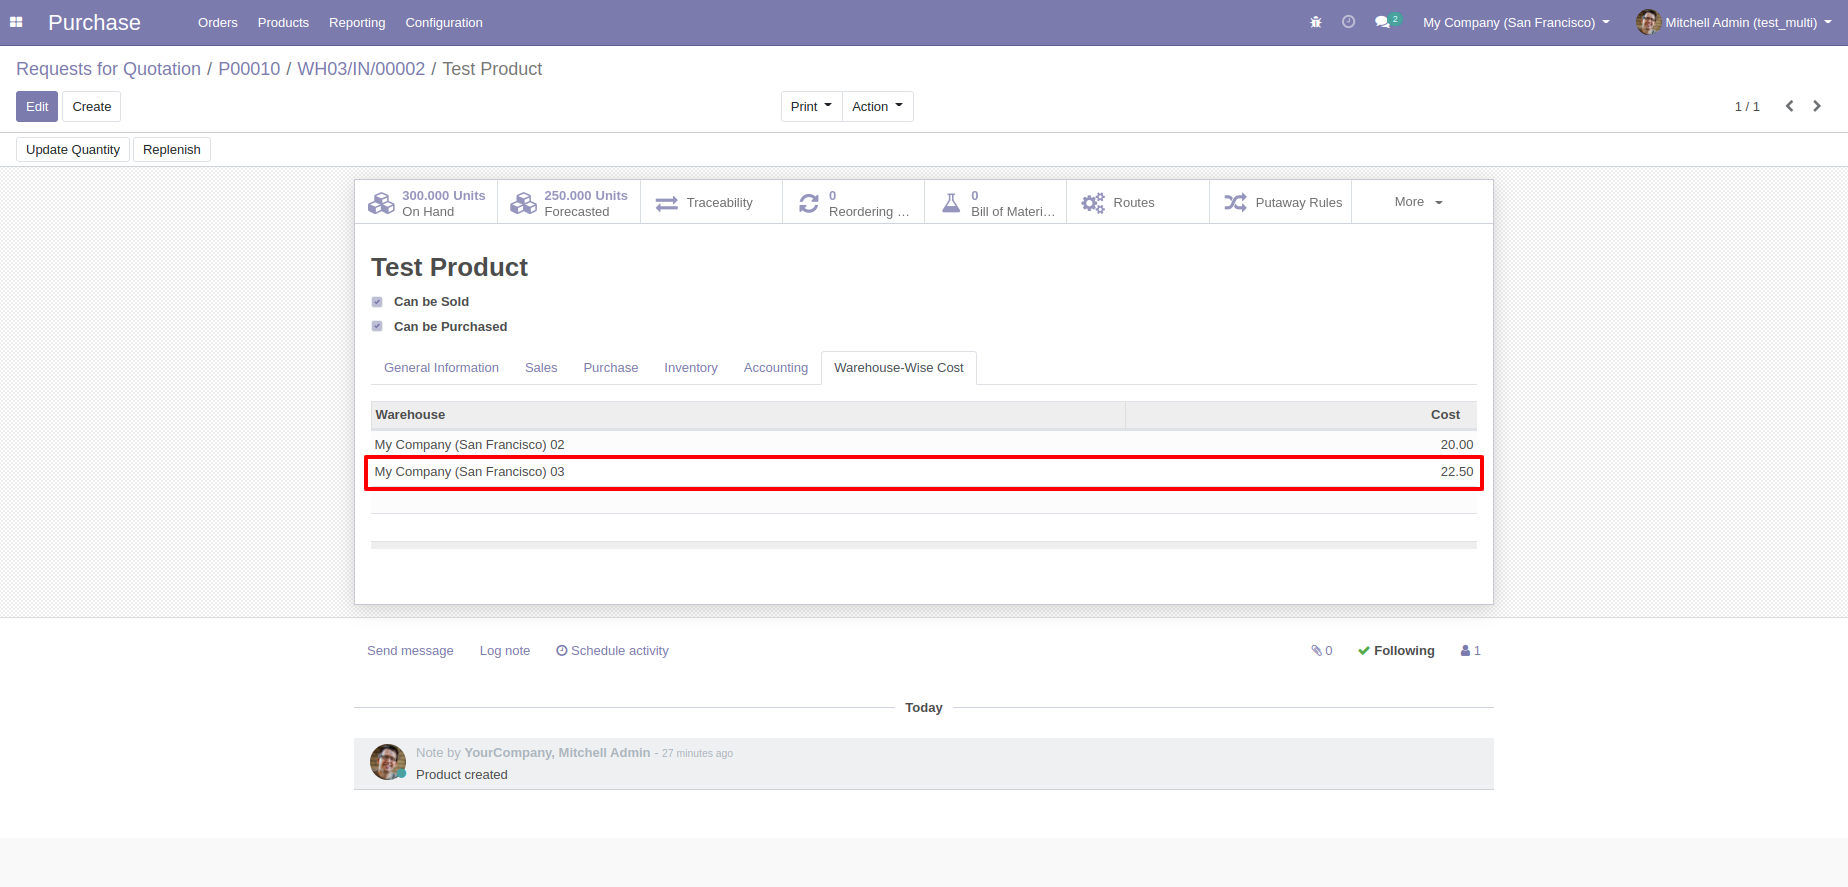 Purchase Orders Products Reporting Configuration 2 My Company (San Francisco) Mitchell Admin (test_multi)
Requests for Quotation / P00010 / WH03/IN/00002 / Test Product
Edit Create Print Action 1 / 1
Update Quantity Replenish
300.000 Units
On Hand
250.000 Units
Forecasted
Traceability
0
Reordering ...
0
Bill of Materi...
Routes
Putaway Rules
More
Test Product
Can be Sold
Can be Purchased
General Information Sales Purchase Inventory Accounting Warehouse-Wise Cost
Warehouse Cost
My Company (San Francisco) 02 20.00
My Company (San Francisco) 03 22.50
Send message Log note Schedule activity 0 Following 1
Today
Note by YourCompany, Mitchell Admin - 27 minutes ago
Product created